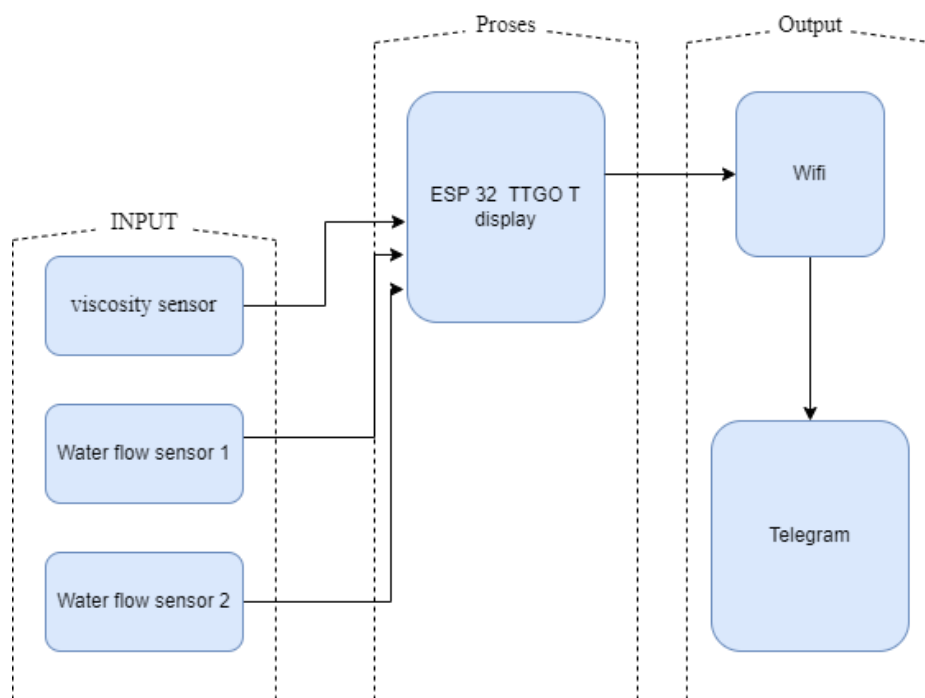 Proses
Output
INPUT
ESP 32 TTGO T
display
Wifi
viscosity sensor
Water flow sensor 1
Water flow sensor 2
Telegram